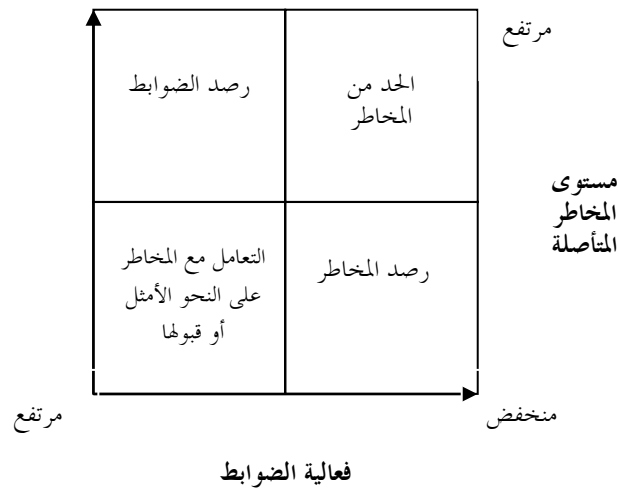 مرتفع
الحد من
المخاطر
رصد الضوابط
مستوى
المخاطر
المتأصلة
رصد المخاطر
التعامل مع المخاطر
على النحو الأمثل
أو قبولها
منخفض
مرتفع
فعالية الضوابط